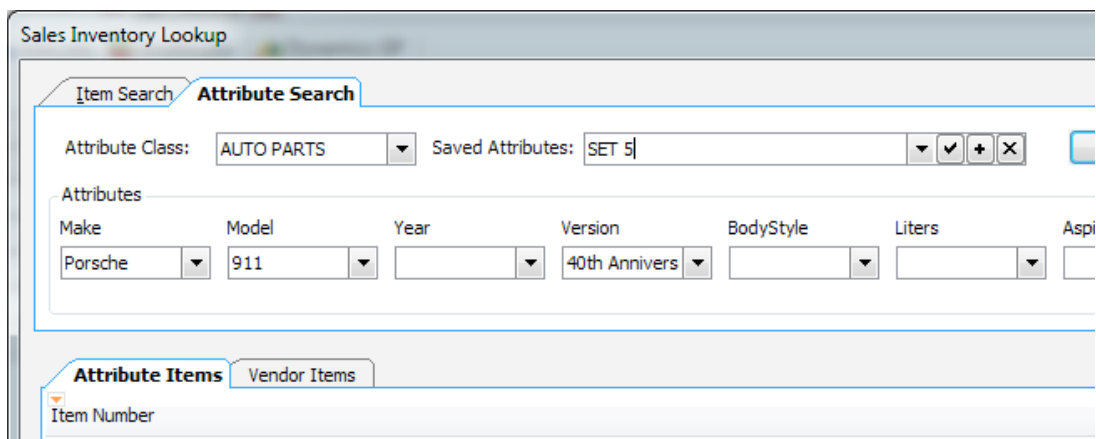 Sales Inventory Lookup
Item Search Attribute Search
Attribute Class: AUTO PARTS Saved Attributes: SET 5
Attributes
Make Model Year Version BodyStyle Liters Aspi
Porsche 911 40th Annivers
Attribute Items Vendor Items
Item Number